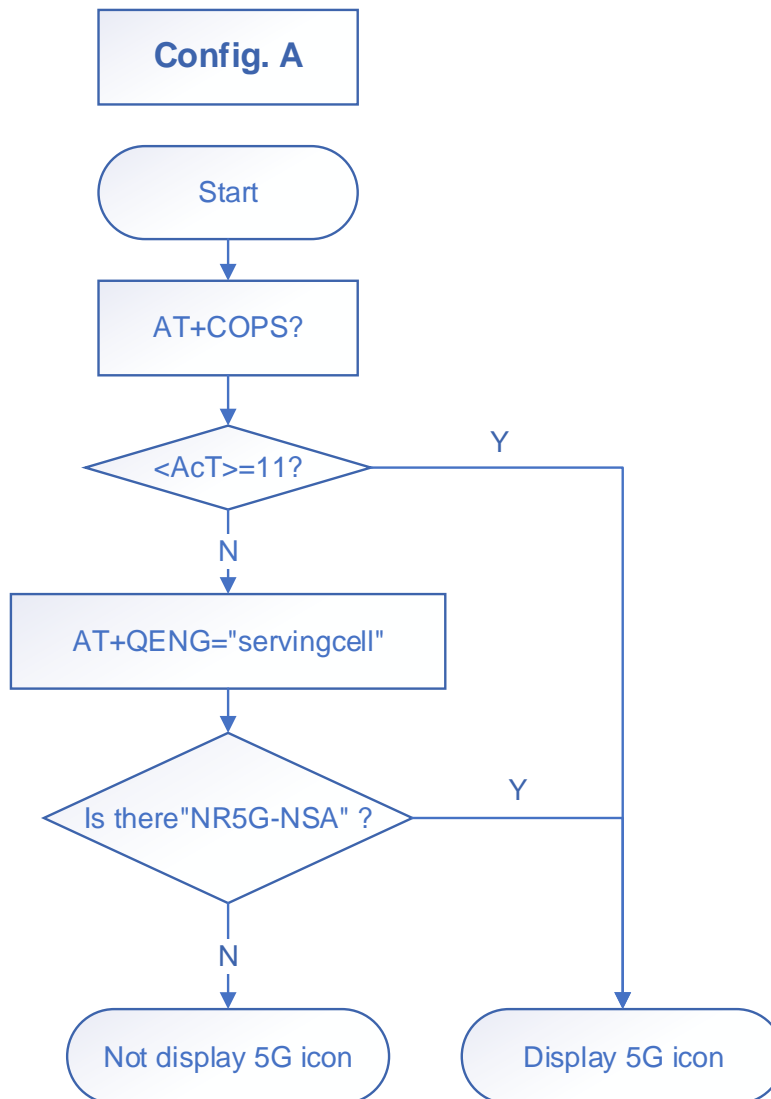 Config. A
Start
AT+COPS?
<AcT>=11?
Y
N
AT+QENG="servingcell"
Is there"NR5G-NSA" ?
Y
N
Not display 5G icon
Display 5G icon